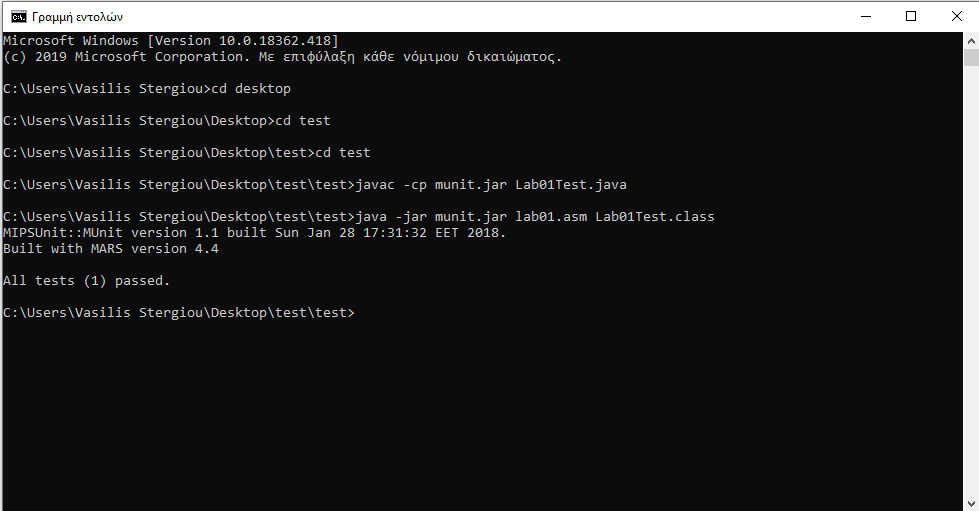 Γραμμή εντολών
Microsoft Windows [Version 10.0.18362.418]
(c) 2019 Microsoft Corporation. Με επιφύλαξη κάθε νόμιμου δικαιώματος.
C:\Users\Vasilis Stergiou>cd desktop
C:\Users\Vasilis Stergiou\Desktop>cd test
C:\Users\Vasilis Stergiou\Desktop\test>cd test
C:\Users\Vasilis Stergiou\Desktop\test\test>javac -cp munit.jar Lab01Test.java
C:\Users\Vasilis Stergiou\Desktop\test\test>java -jar munit.jar lab01.asm Lab01Test.class
MIPSUnit::MUnit version 1.1 built Sun Jan 28 17:31:32 EET 2018.
Built with MARS version 4.4
All tests (1) passed.
C:\Users\Vasilis Stergiou\Desktop\test\test>